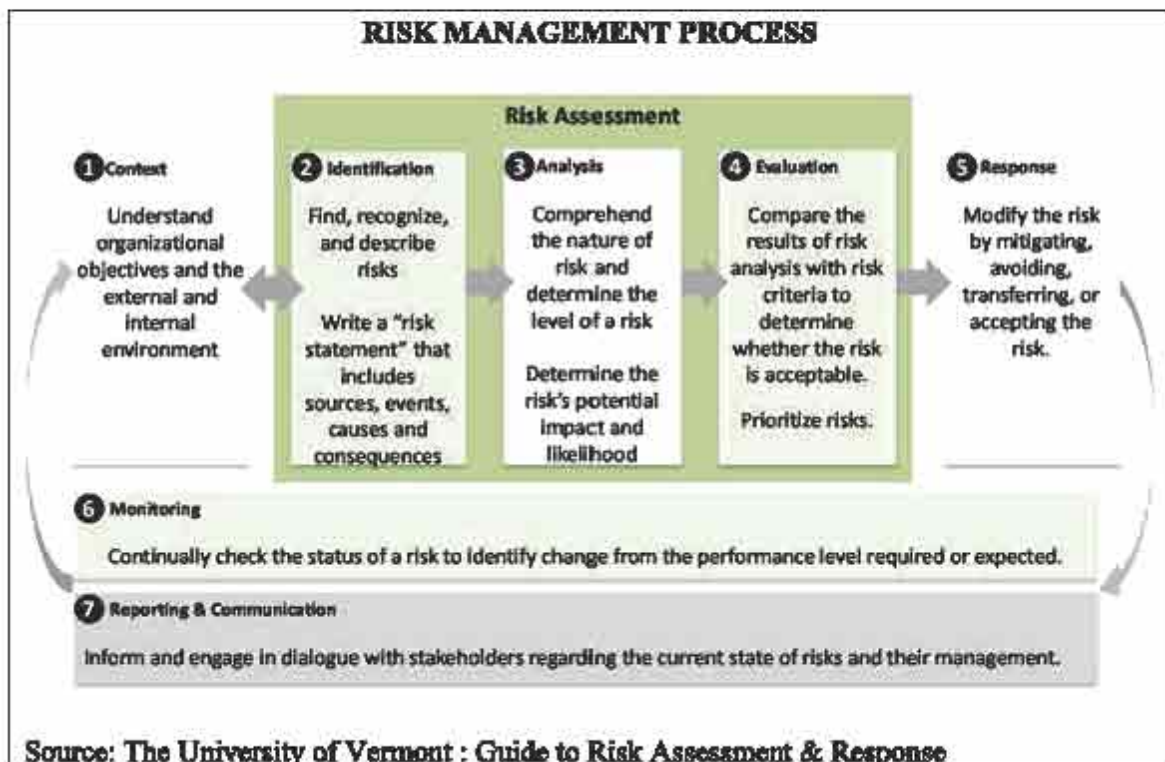 RISK MANAGEMENT PROCESS
Risk Assessment
1 Context
Understand
organizational
objectives and the
external and
internal
environment
2 Identification
Find, recognize,
and describe
risks
Write a "risk
statement" that
includes
sources, events,
causes and
consequences
3 Analysis
Comprehend
the nature of
risk and
determine the
level of a risk
Determine the
risk's potential
impact and
likelihood
4 Evaluation
Compare the
results of risk
analysis with risk
criteria to
determine
whether the risk
is acceptable.
Prioritize risks.
5 Response
Modify the risk
by mitigating,
avoiding,
transferring, or
accepting the
risk.
6 Monitoring
Continually check the status of a risk to identify change from the performance level required or expected.
7 Reporting & Communication
Inform and engage in dialogue with stakeholders regarding the current state of risks and their management.
Source: The University of Vermont : Guide to Risk Assessment & Response